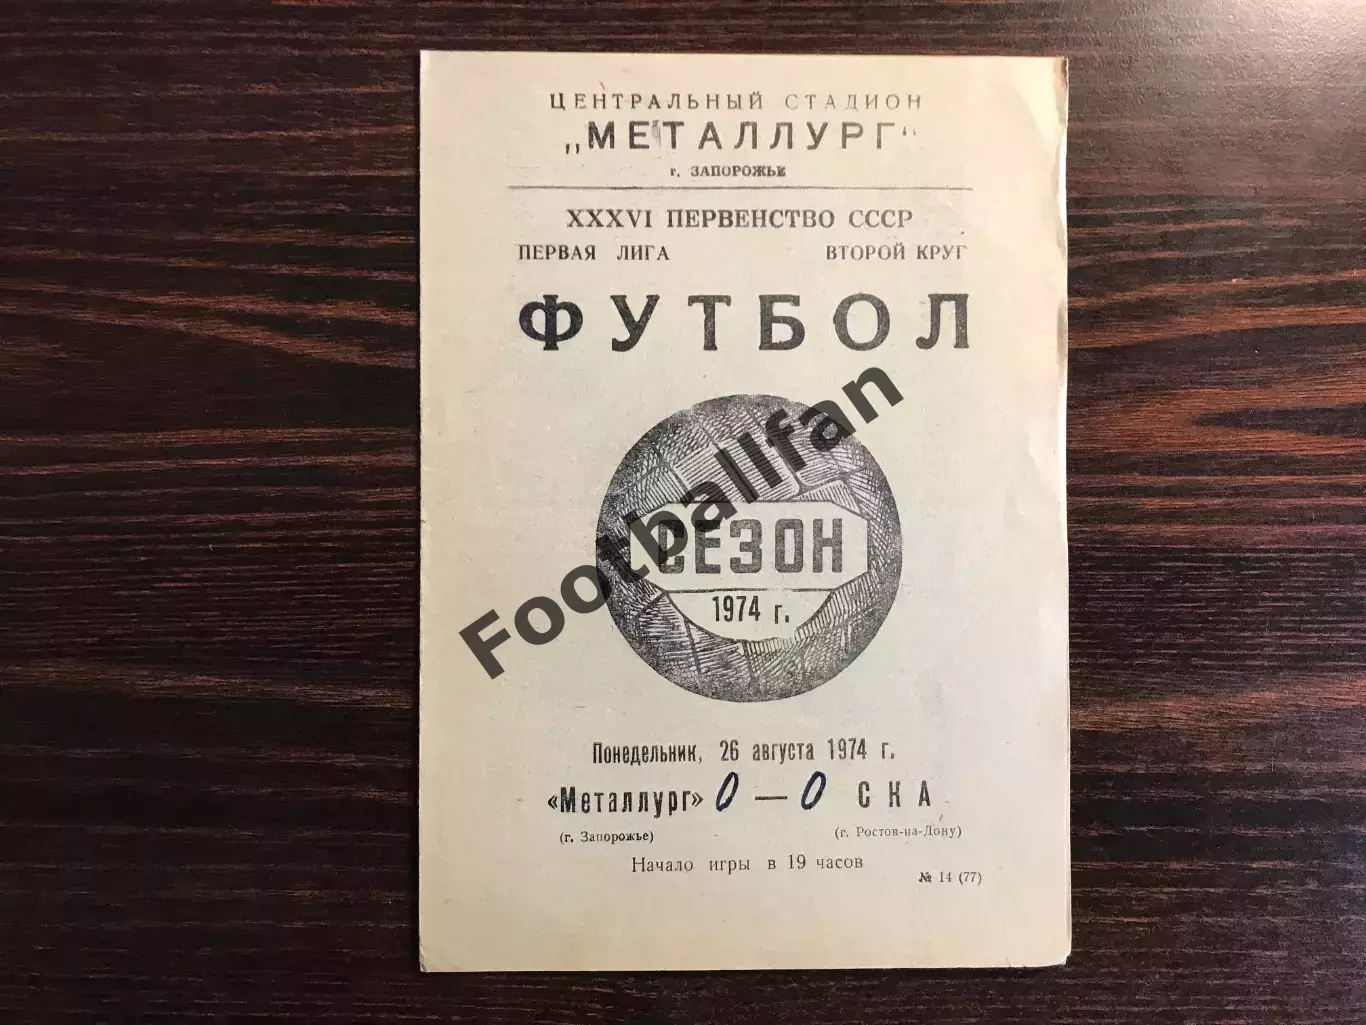 ЦЕНТРАЛЬНЫЙ СТАДИОН
„МЕТАЛЛУРГ“
г. ЗАПОРОЖЬЕ
XXXVI ПЕРВЕНСТВО СССР
ПЕРВАЯ ЛИГА ВТОРОЙ КРУГ
ФУТБОЛ
Footballfan
СЕЗОН
1974 г.
Понедельник, 26 августа 1974 г.
«Металлург» 0 — 0 СКА
(г. Запорожье) (г. Ростов-на-Дону)
Начало игры в 19 часов
№ 14 (77)